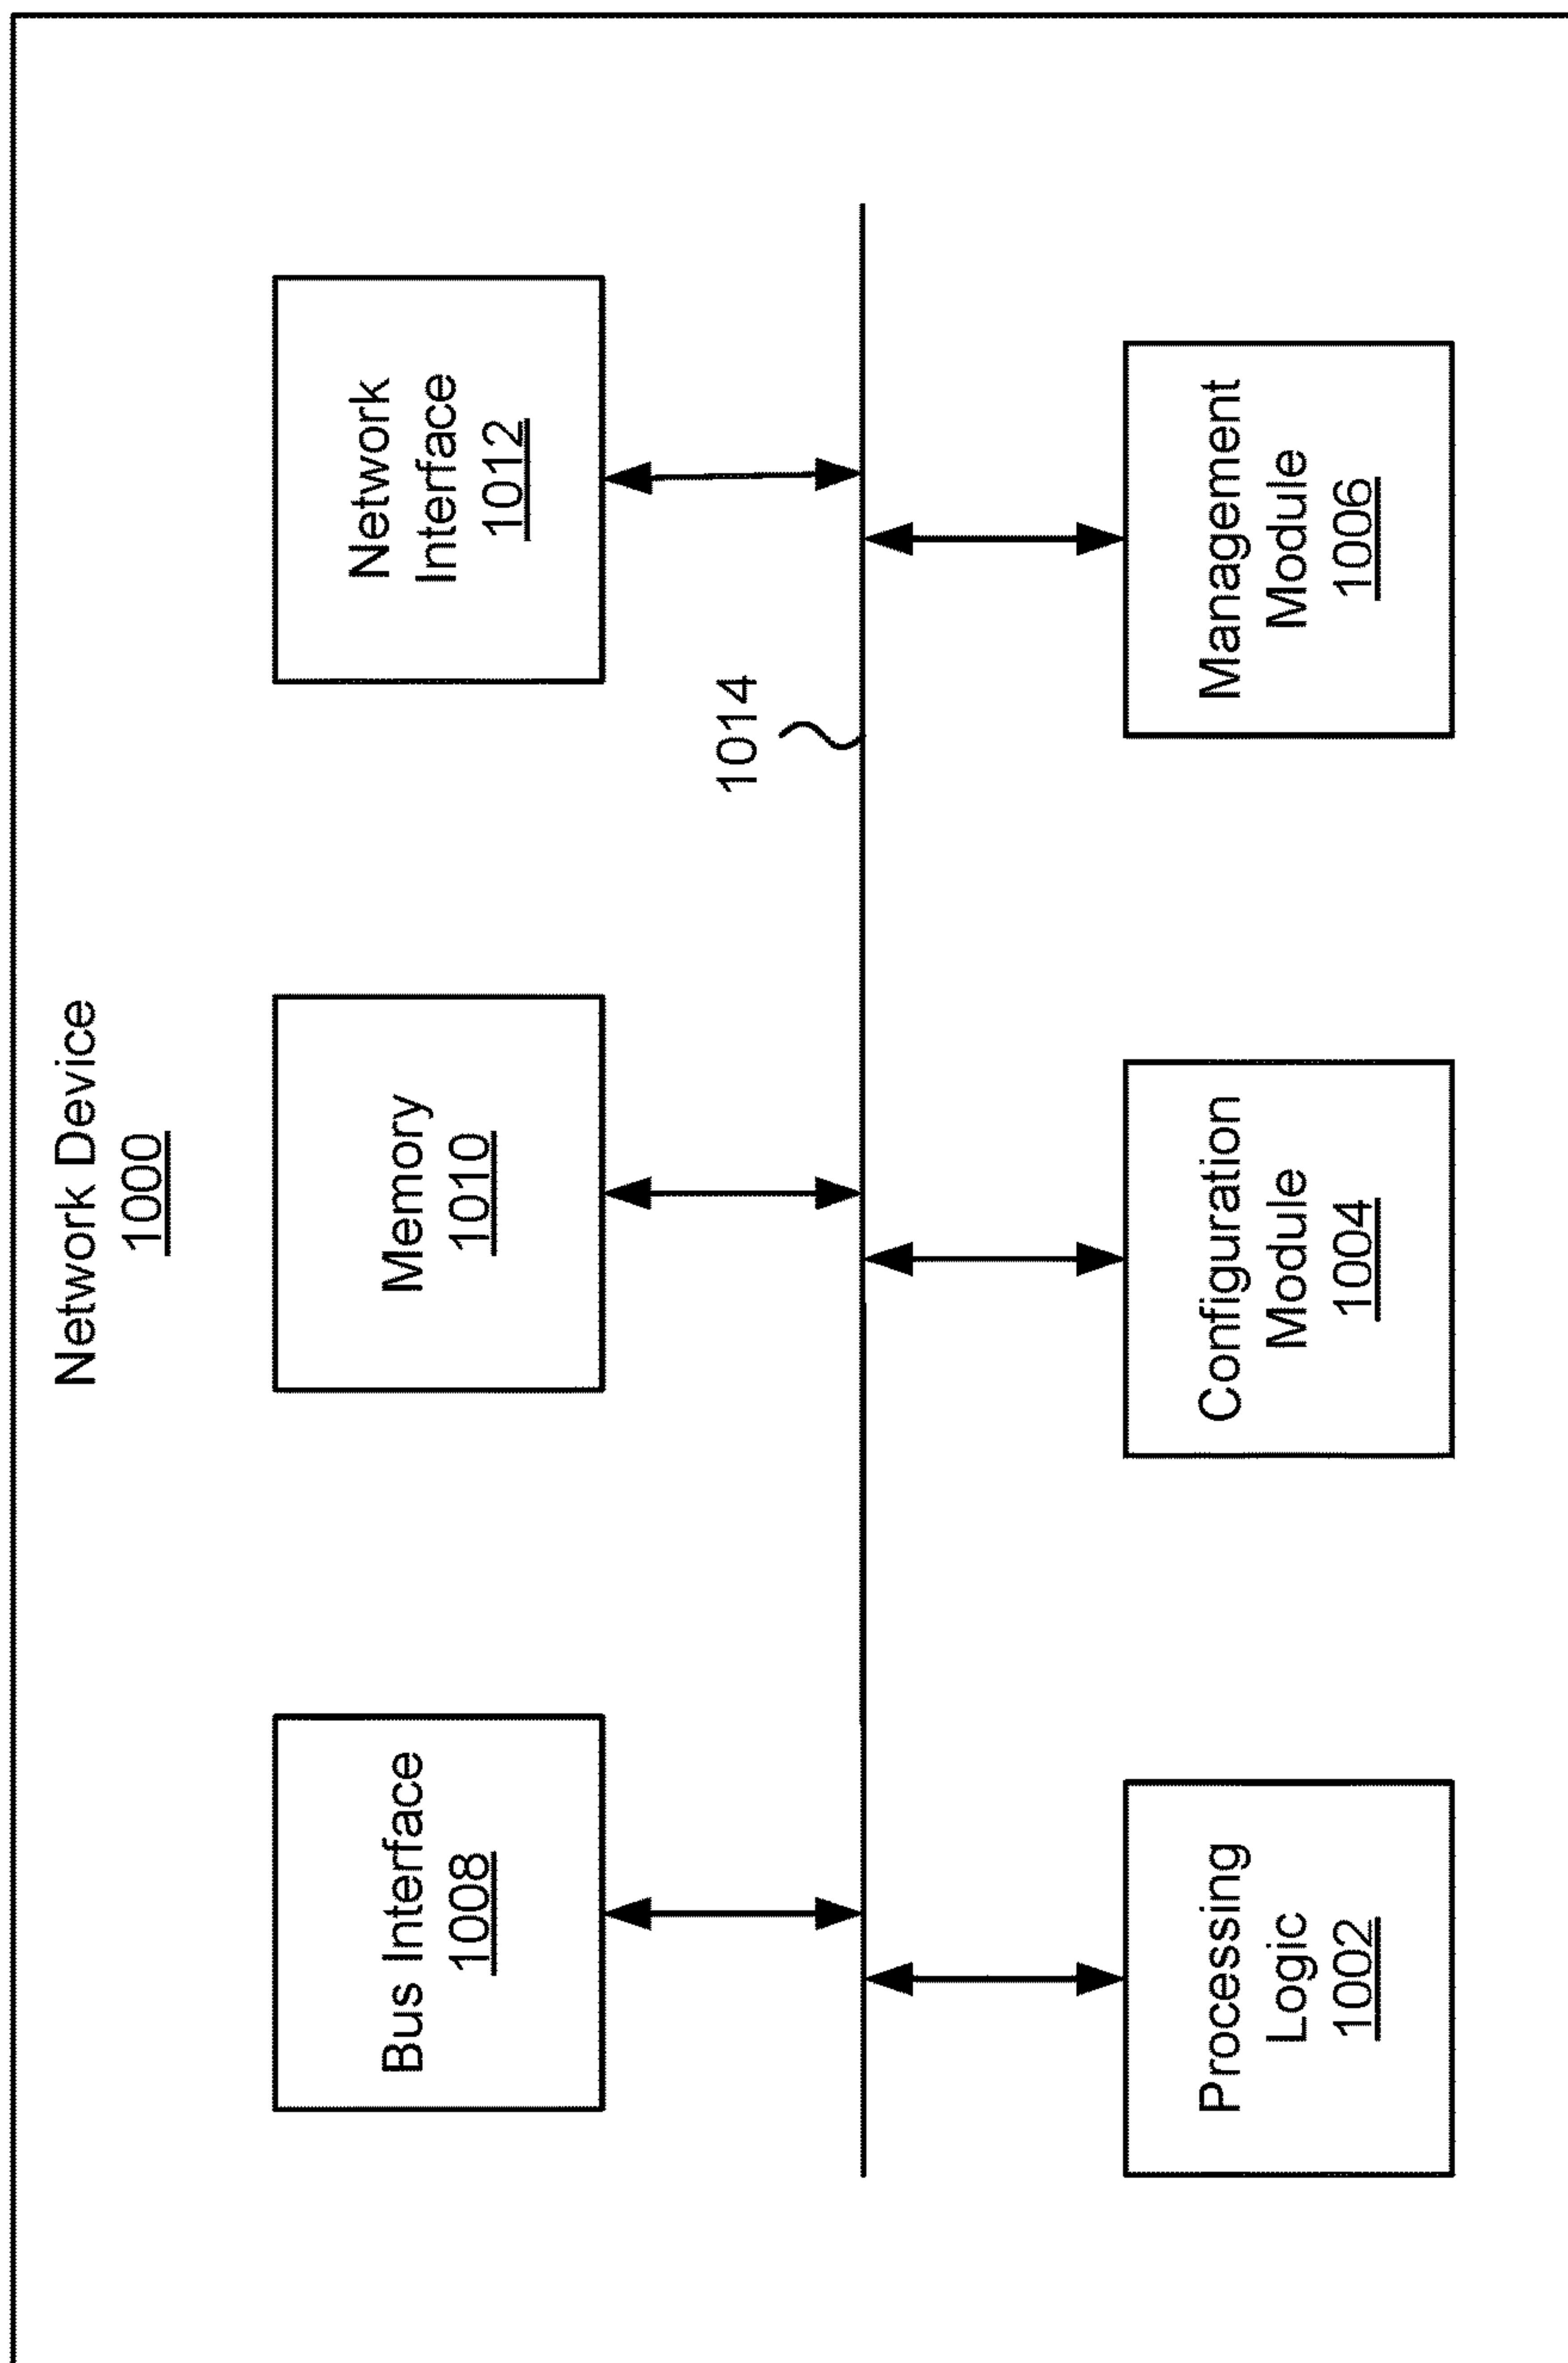 Network Device
1000
Bus Interface
1008
Memory
1010
Network
Interface
1012
1014
Processing
Logic
1002
Configuration
Module
1004
Management
Module
1006